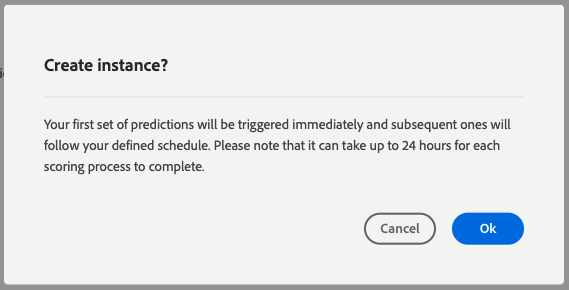 Create instance?
Your first set of predictions will be triggered immediately and subsequent ones will
follow your defined schedule. Please note that it can take up to 24 hours for each
scoring process to complete.
Cancel Ok